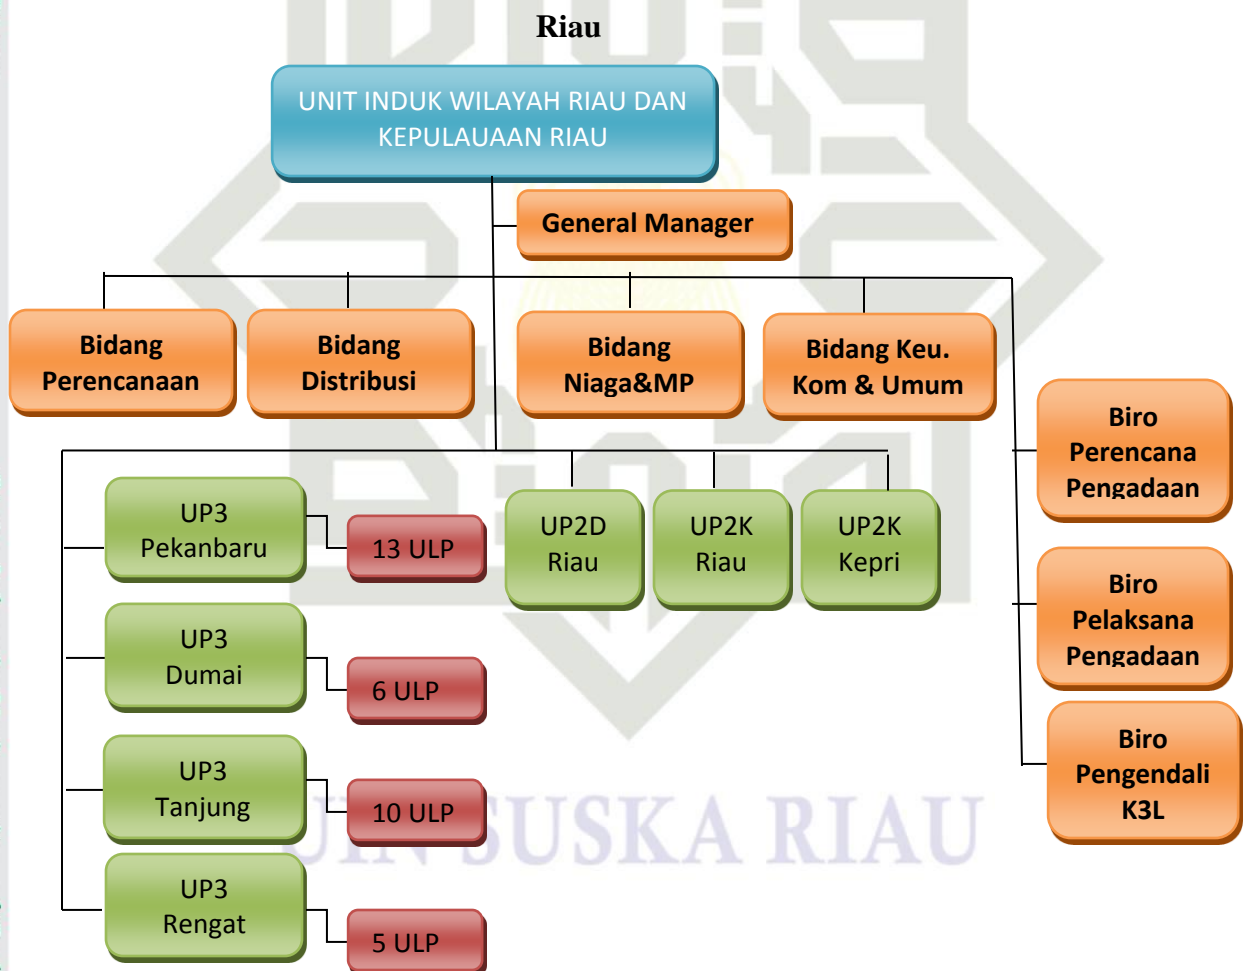 Riau
UNIT INDUK WILAYAH RIAU DAN
KEPULAUAAN RIAU
General Manager
Bidang
Perencanaan
Bidang
Distribusi
Bidang
Niaga&MP
Bidang Keu.
Kom & Umum
Biro
Perencana
Pengadaan
UP3
Pekanbaru
13 ULP
UP2D
Riau
UP2K
Riau
UP2K
Kepri
Biro
Pelaksana
Pengadaan
UP3
Dumai
6 ULP
Biro
Pengendali
K3L
UP3
Tanjung
10 ULP
UIN SUSKA RIAU
UP3
Rengat
5 ULP